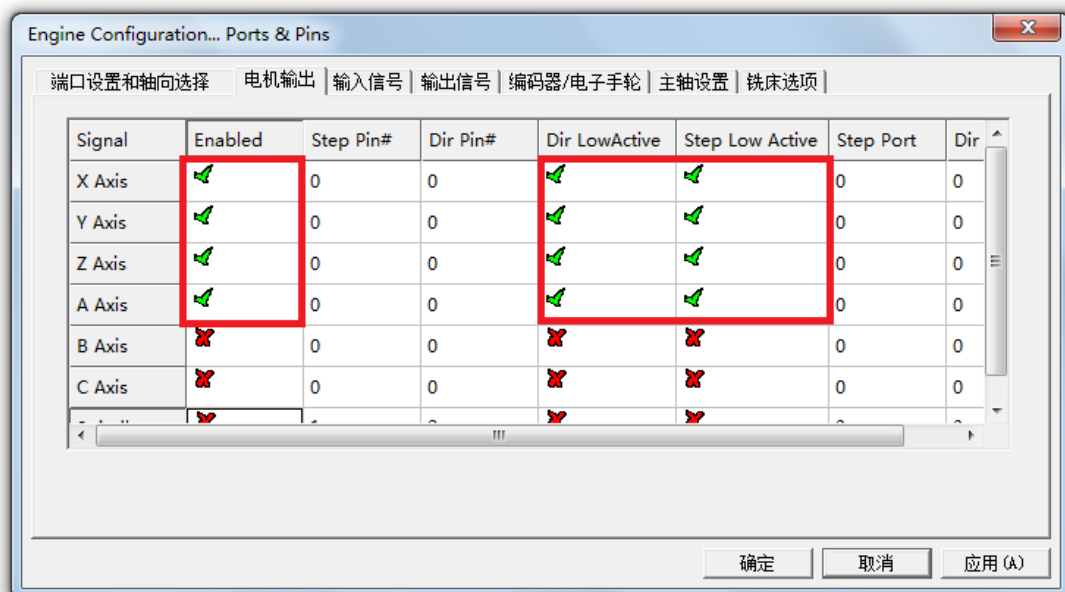 Engine Configuration... Ports & Pins
端口设置和轴向选择 电机输出 输入信号 输出信号 编码器/电子手轮 主轴设置 铣床选项
Signal Enabled Step Pin# Dir Pin# Dir LowActive Step Low Active Step Port Dir
X Axis 0 0 0 0
Y Axis 0 0 0 0
Z Axis 0 0 0 0
A Axis 0 0 0 0
B Axis 0 0 0 0
C Axis 0 0 0 0
确定 取消 应用(A)